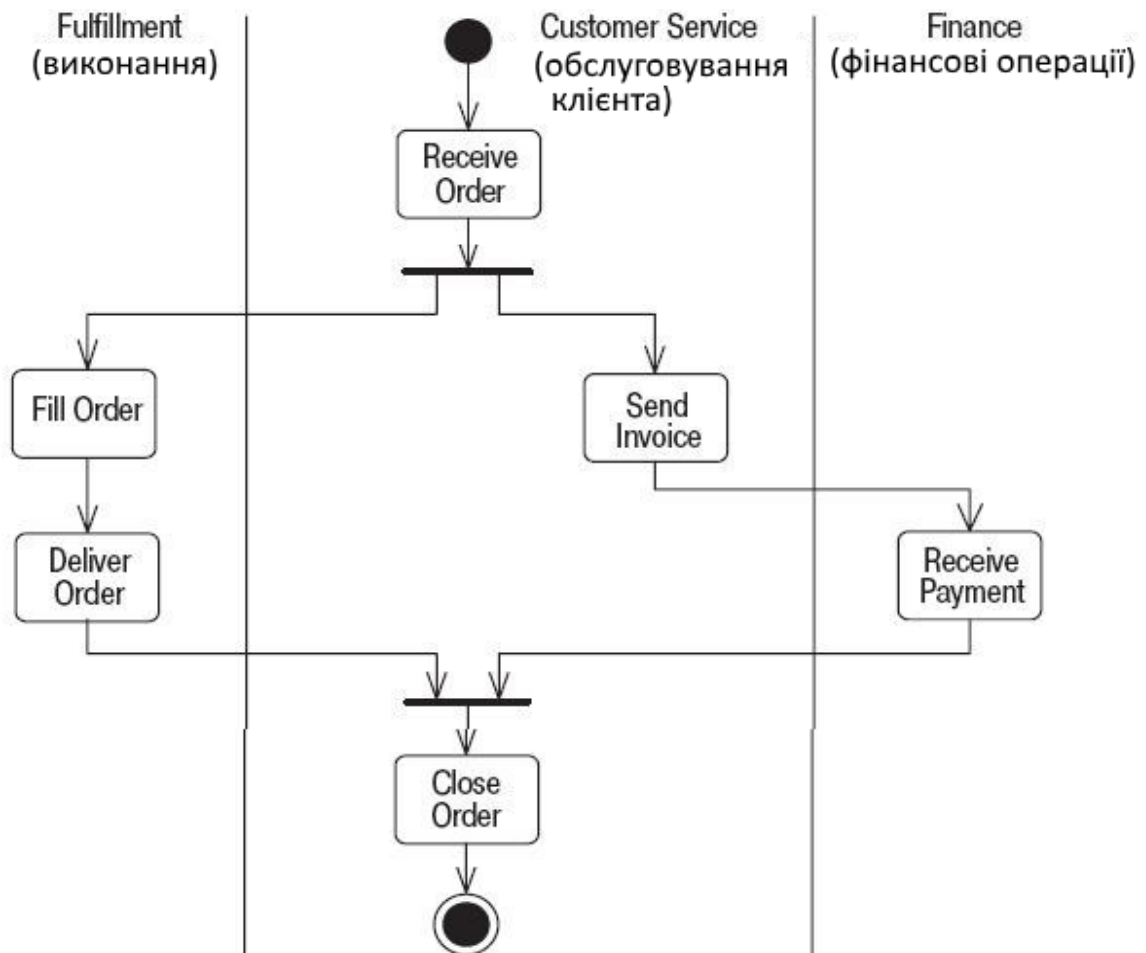 Fulfillment
(виконання)
Customer Service
(обслуговування
клієнта)
Finance
(фінансові операції)
Receive
Order
Fill Order
Send
Invoice
Deliver
Order
Receive
Payment
Close
Order